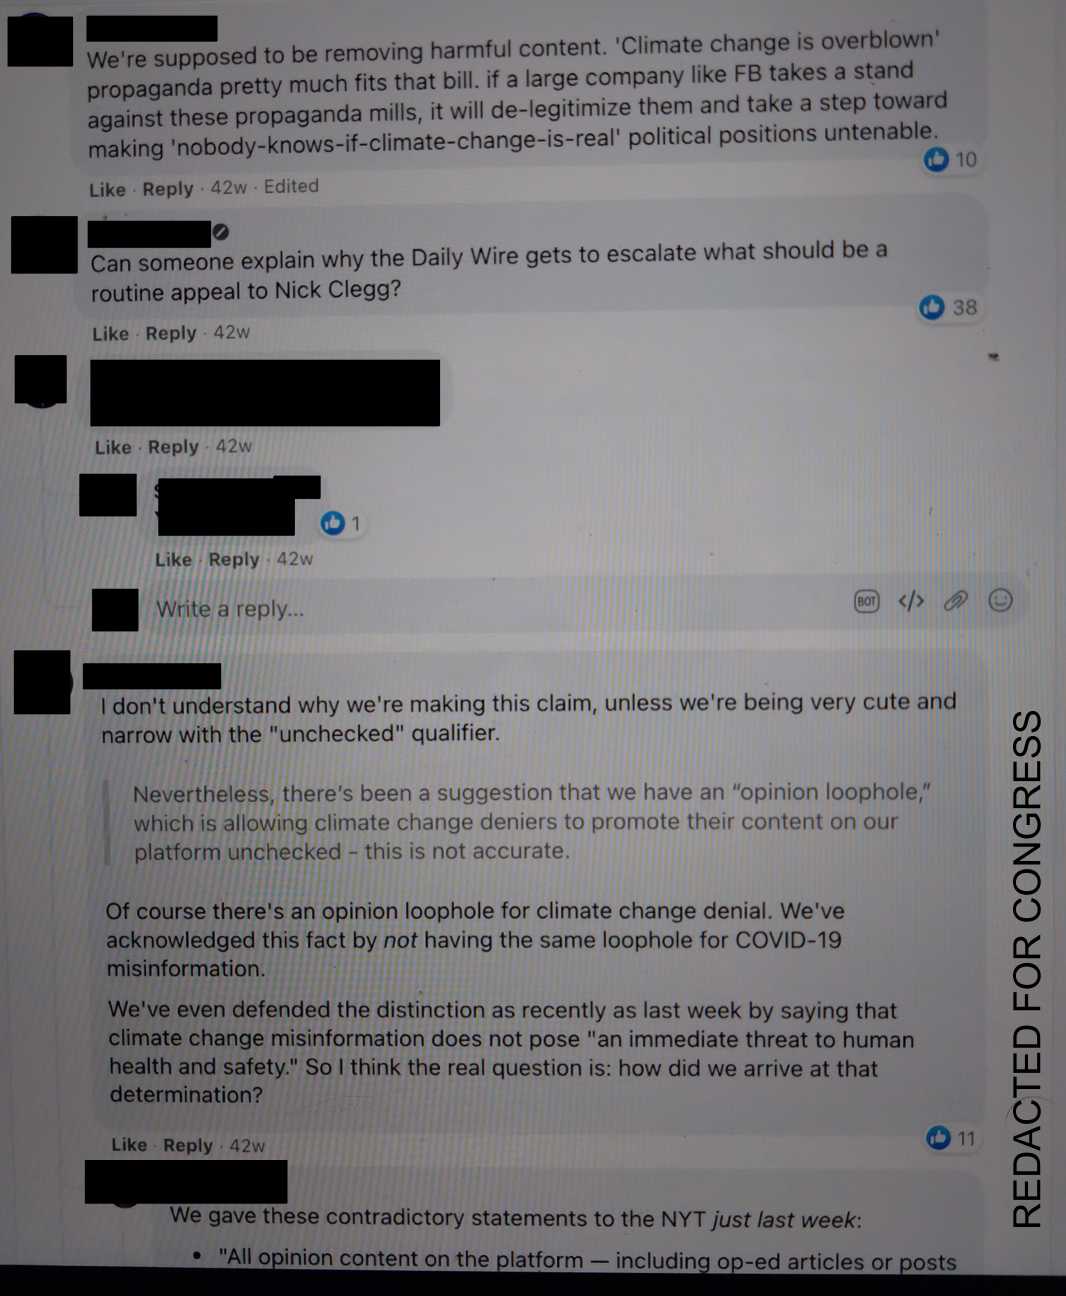 We're supposed to be removing harmful content. 'Climate change is overblown'
propaganda pretty much fits that bill. if a large company like FB takes a stand
against these propaganda mills, it will de-legitimize them and take a step toward
making 'nobody-knows-if-climate-change-is-real' political positions untenable.
10
Like · Reply · 42w · Edited
Can someone explain why the Daily Wire gets to escalate what should be a
routine appeal to Nick Clegg?
38
Like · Reply · 42w
Like · Reply · 42w
1
Like · Reply · 42w
Write a reply...
BOT </>
I don't understand why we're making this claim, unless we're being very cute and
narrow with the "unchecked" qualifier.
Nevertheless, there's been a suggestion that we have an “opinion loophole,”
which is allowing climate change deniers to promote their content on our
platform unchecked – this is not accurate.
Of course there's an opinion loophole for climate change denial. We've
acknowledged this fact by not having the same loophole for COVID-19
misinformation.
We've even defended the distinction as recently as last week by saying that
climate change misinformation does not pose "an immediate threat to human
health and safety." So I think the real question is: how did we arrive at that
determination?
11
Like · Reply · 42w
We gave these contradictory statements to the NYT just last week:
• "All opinion content on the platform — including op-ed articles or posts
REDACTED FOR CONGRESS